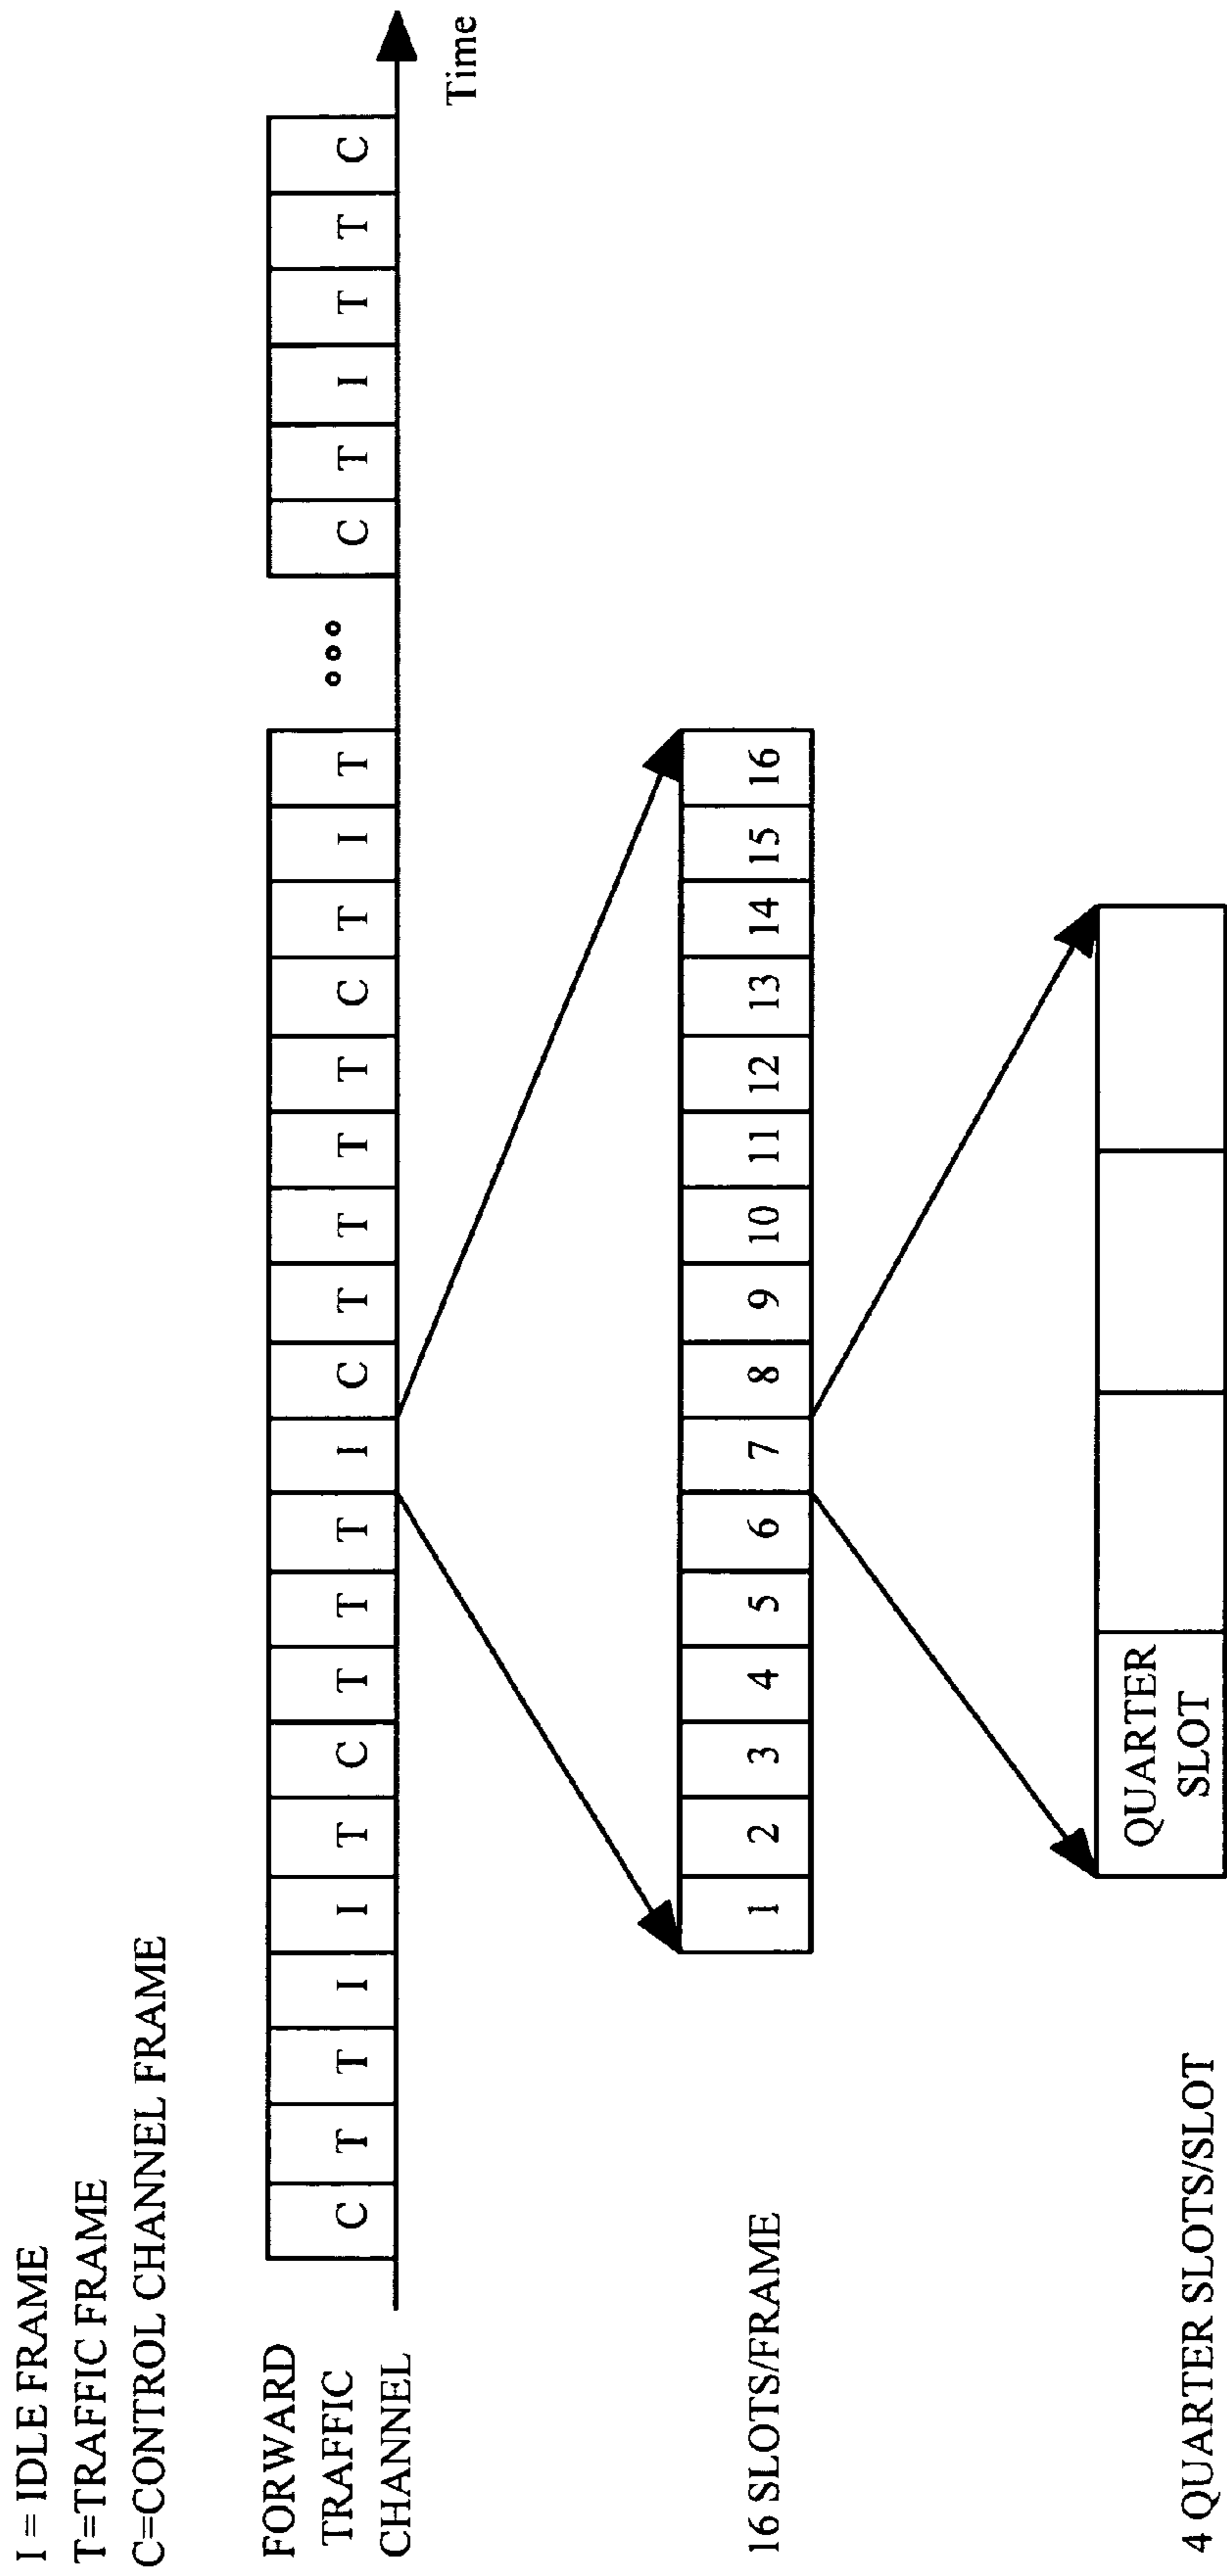 I = IDLE FRAME
T=TRAFFIC FRAME
C=CONTROL CHANNEL FRAME
FORWARD
TRAFFIC
CHANNEL
C T T I I T C T T T I C T T T T C T I T ooo C T I T T C
Time
16 SLOTS/FRAME
1 2 3 4 5 6 7 8 9 10 11 12 13 14 15 16
QUARTER
SLOT
4 QUARTER SLOTS/SLOT